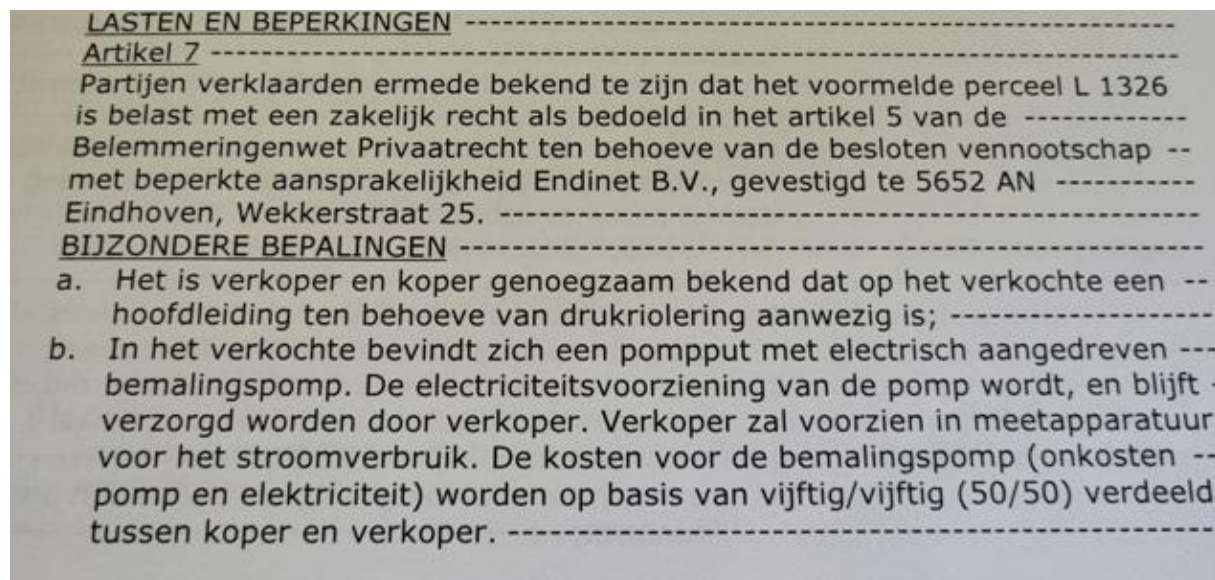 LASTEN EN BEPERKINGEN ------------------------------------------------------------
Artikel 7 ----------------------------------------------------------------------------------
Partijen verklaarden ermede bekend te zijn dat het voormelde perceel L 1326
is belast met een zakelijk recht als bedoeld in het artikel 5 van de -------------
Belemmeringenwet Privaatrecht ten behoeve van de besloten vennootschap --
met beperkte aansprakelijkheid Endinet B.V., gevestigd te 5652 AN -----------
Eindhoven, Wekkerstraat 25. ----------------------------------------------------------
BIJZONDERE BEPALINGEN --------------------------------------------------------------
a. Het is verkoper en koper genoegzaam bekend dat op het verkochte een --
hoofdleiding ten behoeve van drukriolering aanwezig is; --------------------
b. In het verkochte bevindt zich een pompput met electrisch aangedreven ---
bemalingspomp. De electriciteitsvoorziening van de pomp wordt, en blijft -
verzorgd worden door verkoper. Verkoper zal voorzien in meetapparatuur
voor het stroomverbruik. De kosten voor de bemalingspomp (onkosten --
pomp en elektriciteit) worden op basis van vijftig/vijftig (50/50) verdeeld
tussen koper en verkoper. --------------------------------------------------------